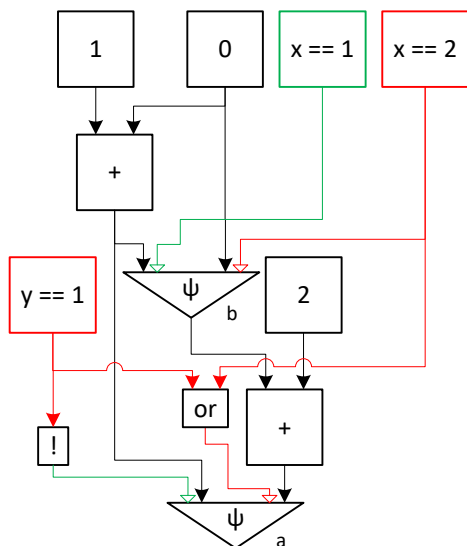 1 0 x == 1 x == 2
+
y == 1 ψ b 2
! or +
ψ a